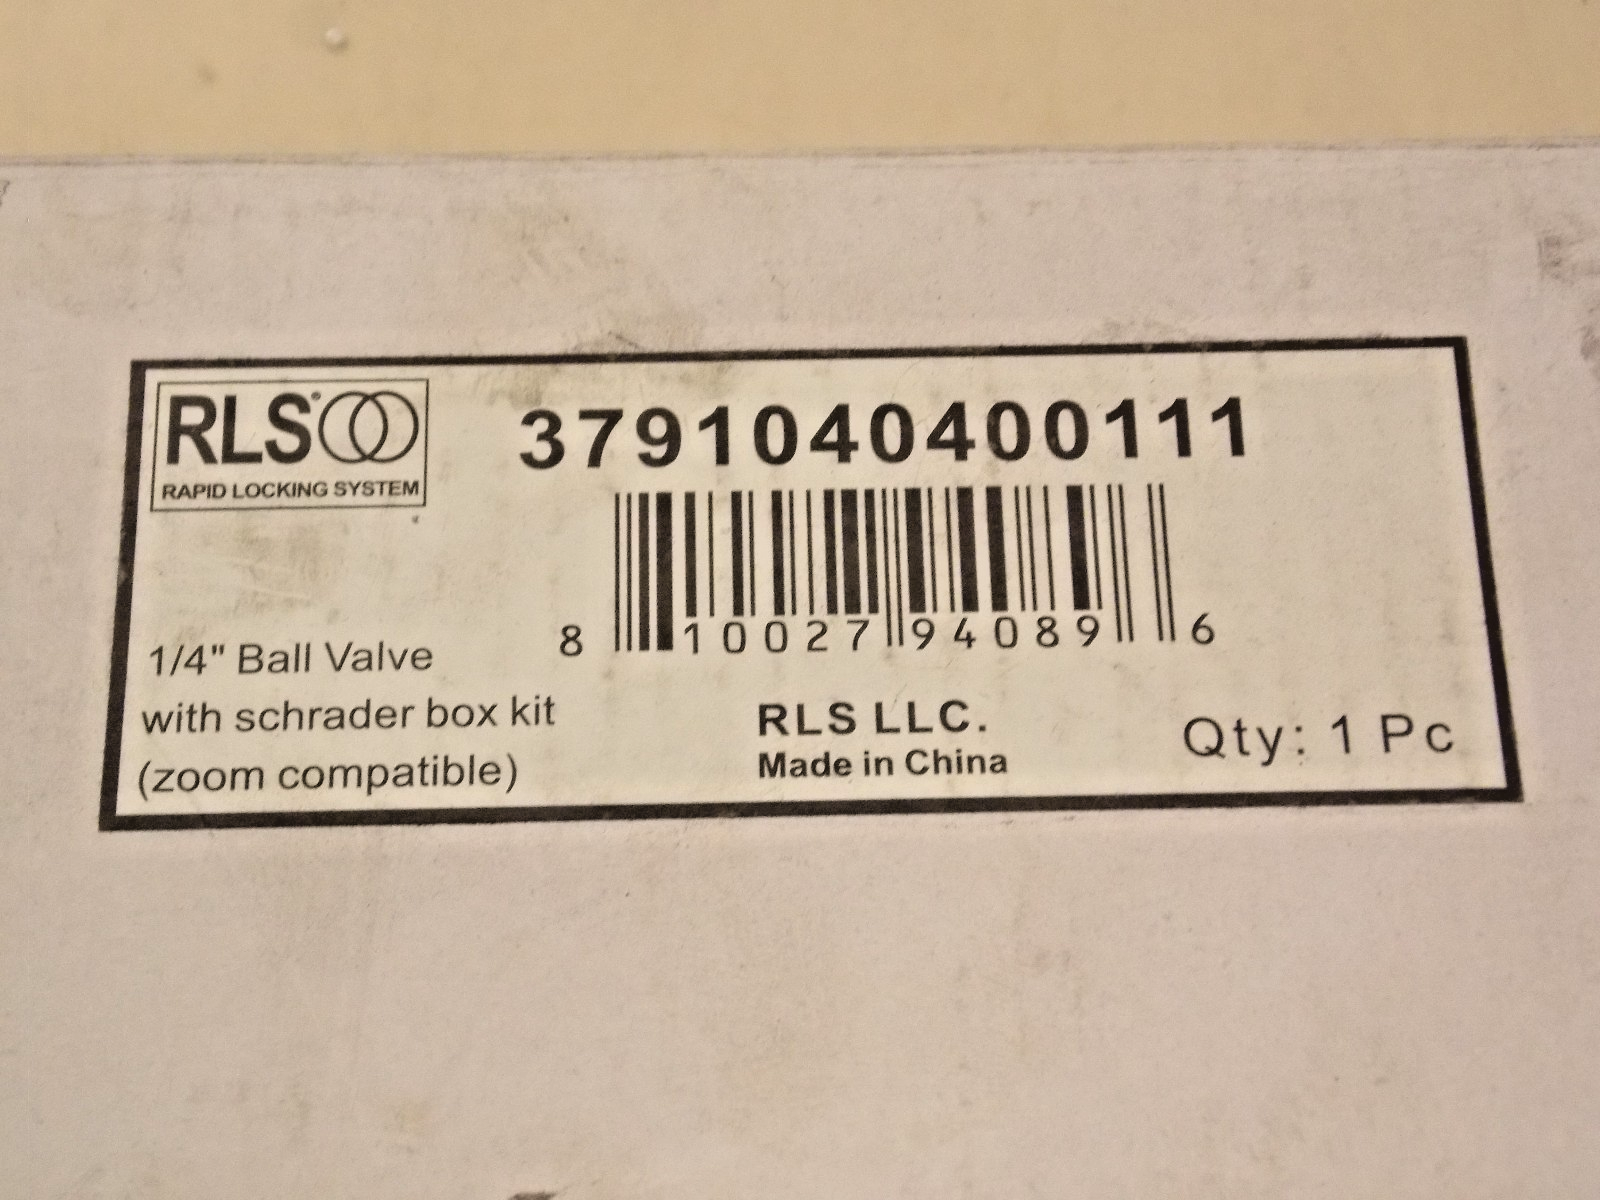 RLS®
RAPID LOCKING SYSTEM
3791040400111
8 10027 94089 6
1/4" Ball Valve
with schrader box kit
(zoom compatible)
RLS LLC.
Made in China
Qty: 1 Pc